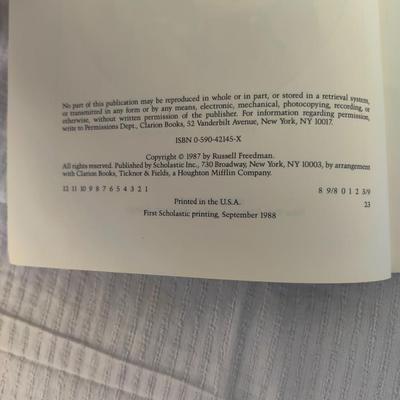 No part of this publication may be reproduced in whole or in part, or stored in a retrieval system,
or transmitted in any form or by any means, electronic, mechanical, photocopying, recording, or
otherwise, without written permission of the publisher. For information regarding permission,
write to Permissions Dept., Clarion Books, 52 Vanderbilt Avenue, New York, NY 10017.
ISBN 0-590-42145-X
Copyright © 1987 by Russell Freedman.
All rights reserved. Published by Scholastic Inc., 730 Broadway, New York, NY 10003, by arrangement
with Clarion Books, Ticknor & Fields, a Houghton Mifflin Company.
12 11 10 9 8 7 6 5 4 3 2 1 8 9/8 0 1 2 3/9
Printed in the U.S.A. 23
First Scholastic printing, September 1988